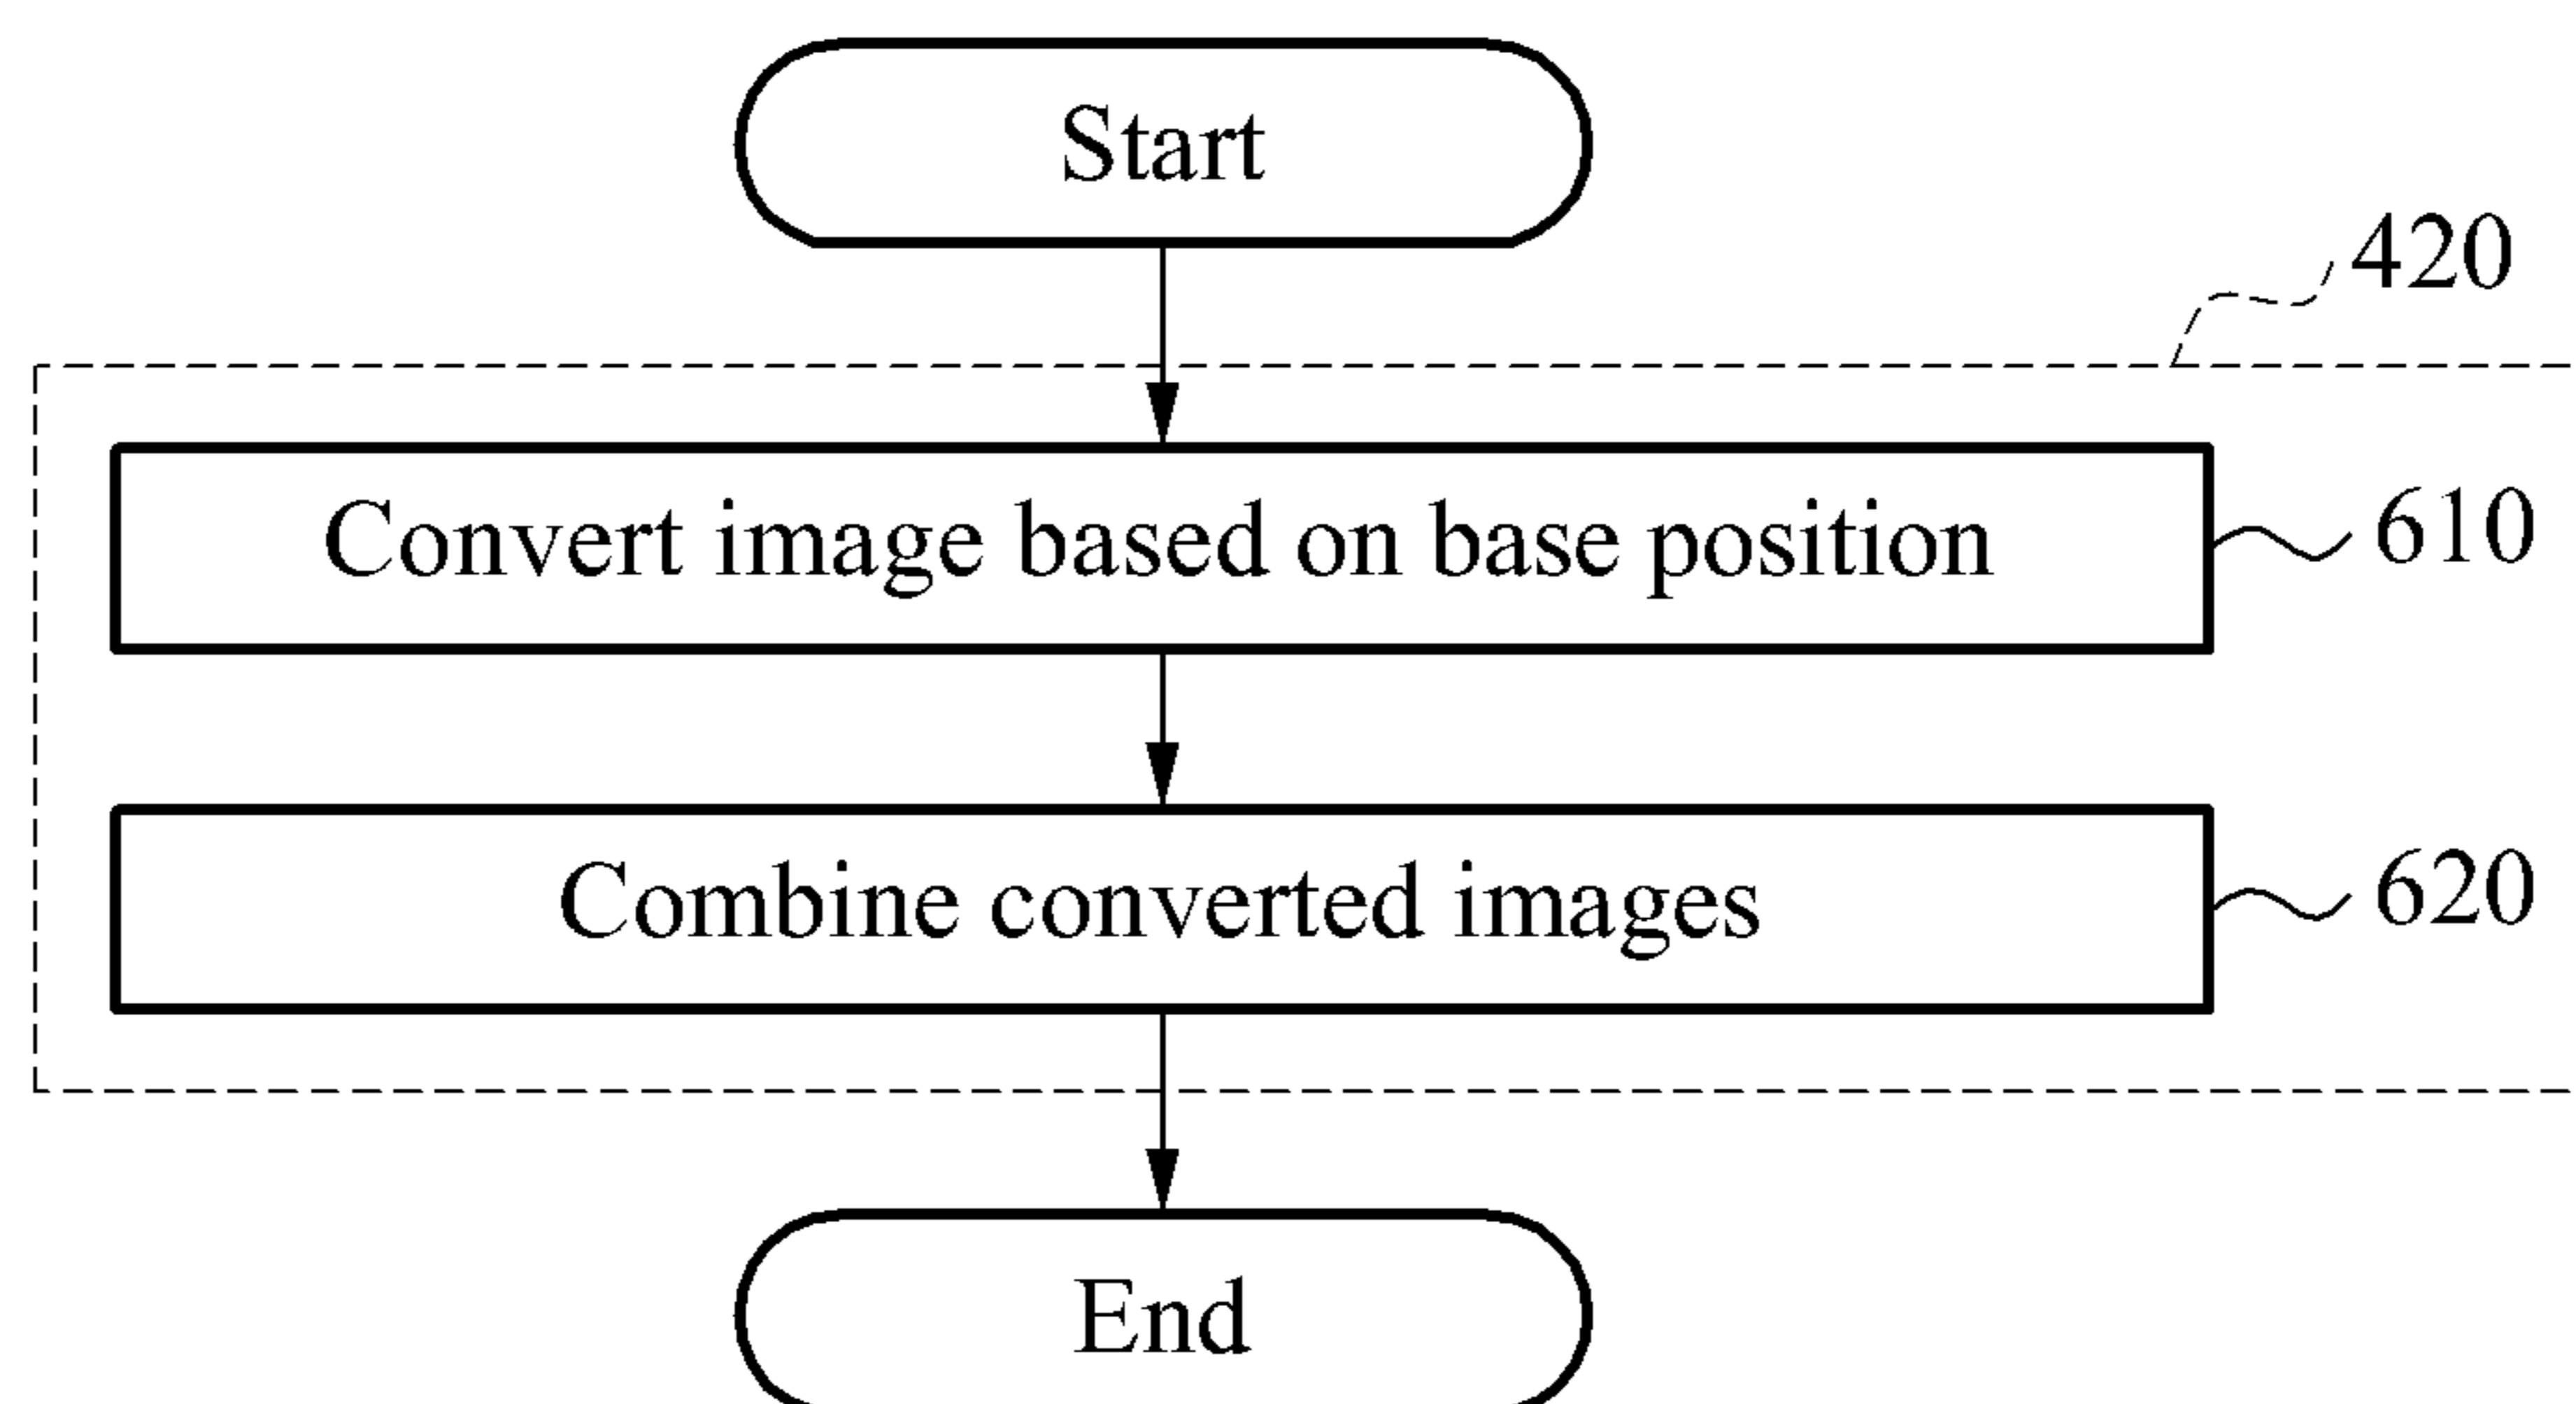 Start
420
Convert image based on base position
610
Combine converted images
620
End